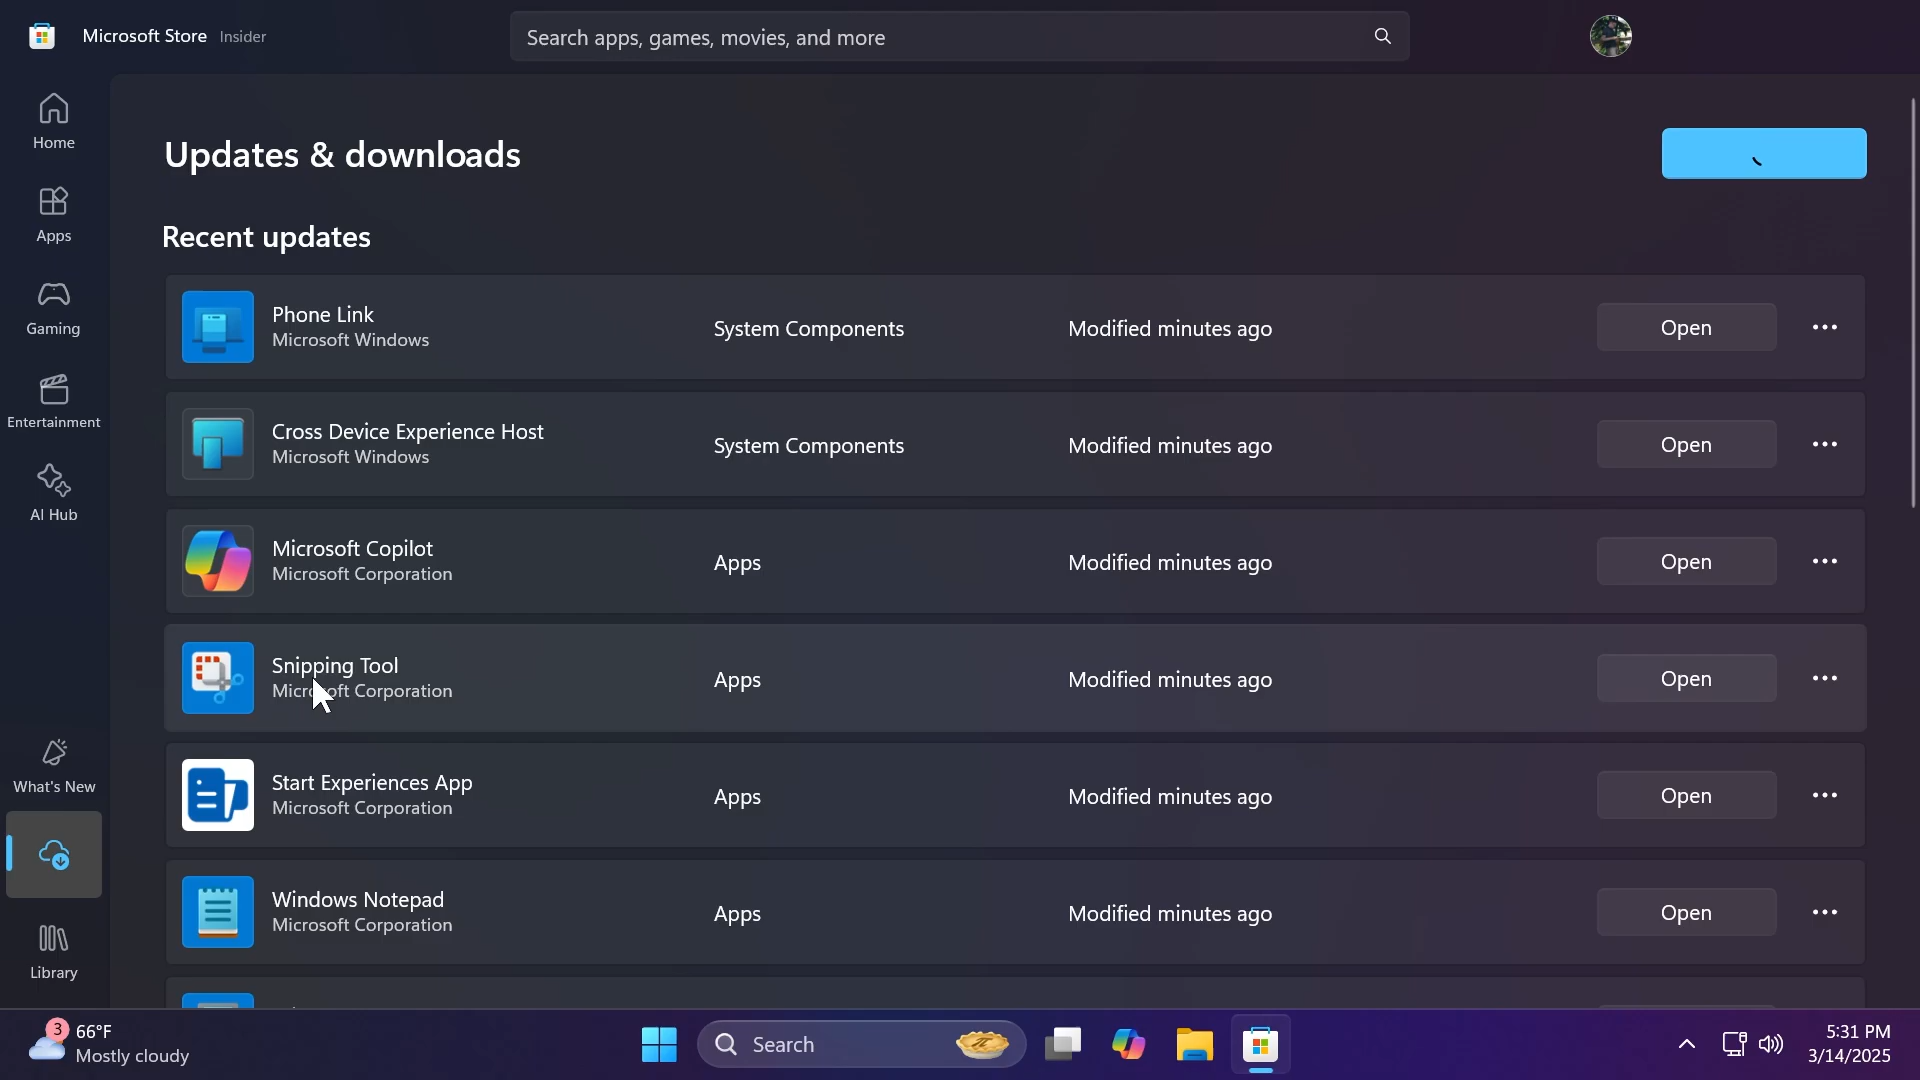 Microsoft Store Insider
Search apps, games, movies, and more
Home
Apps
Gaming
Entertainment
AI Hub
What's New
Library
Updates & downloads
Recent updates
Phone Link
Microsoft Windows
System Components
Modified minutes ago
Open
Cross Device Experience Host
Microsoft Windows
System Components
Modified minutes ago
Open
Microsoft Copilot
Microsoft Corporation
Apps
Modified minutes ago
Open
Snipping Tool
Microsoft Corporation
Apps
Modified minutes ago
Open
Start Experiences App
Microsoft Corporation
Apps
Modified minutes ago
Open
Windows Notepad
Microsoft Corporation
Apps
Modified minutes ago
Open
3
66°F
Mostly cloudy
Search
5:31 PM
3/14/2025